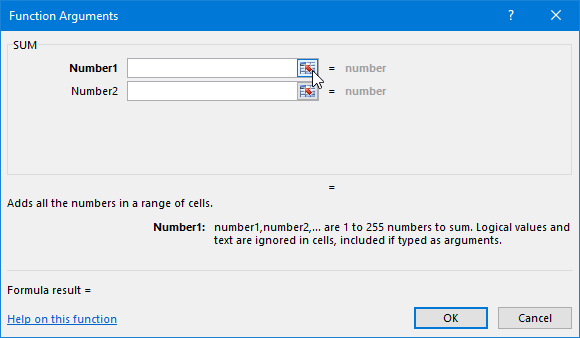 Function Arguments ?
SUM
Number1 = number
Number2 = number
=
Adds all the numbers in a range of cells.
Number1: number1,number2,... are 1 to 255 numbers to sum. Logical values and
text are ignored in cells, included if typed as arguments.
Formula result =
Help on this function OK Cancel